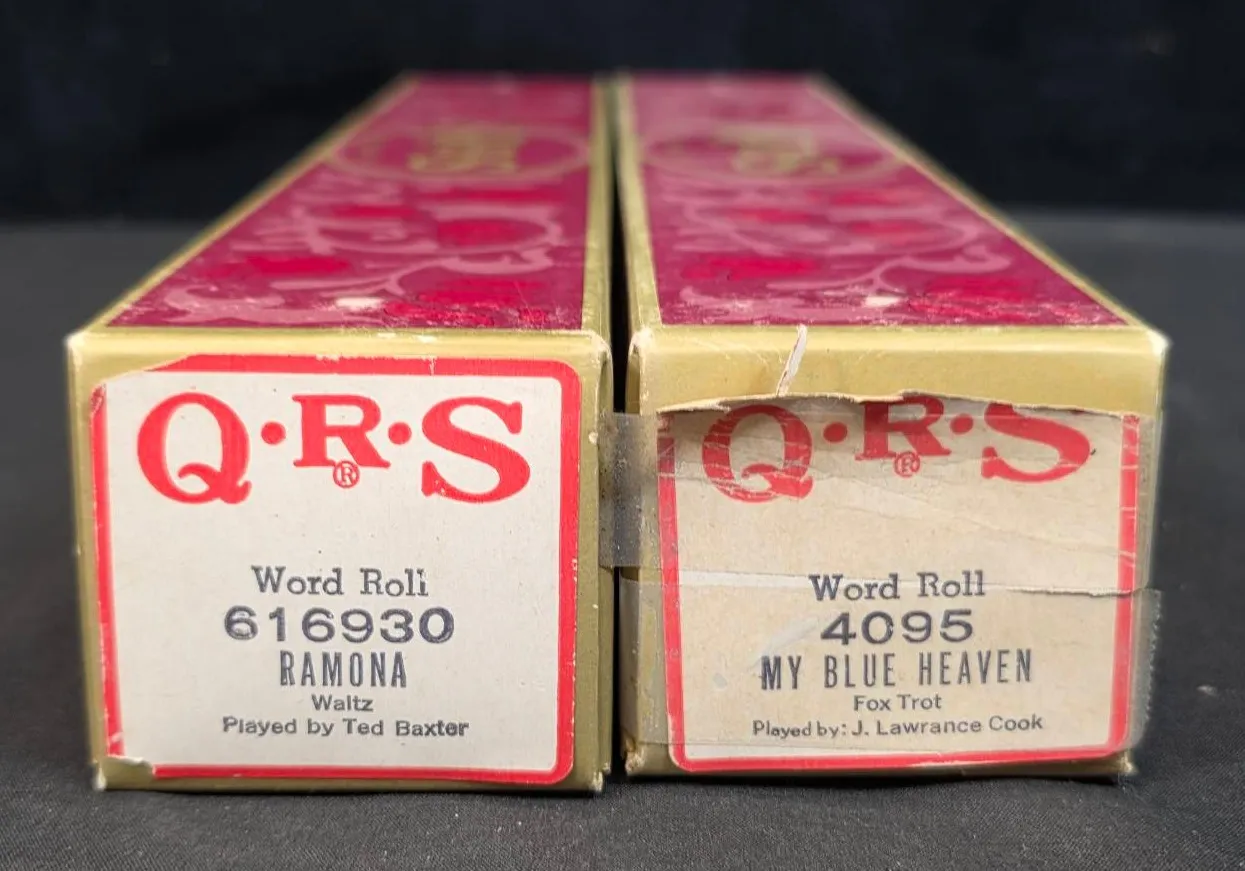 Q·R·S
®
Word Roll
616930
RAMONA
Waltz
Played by Ted Baxter
Q·R·S
®
Word Roll
4095
MY BLUE HEAVEN
Fox Trot
Played by: J. Lawrance Cook